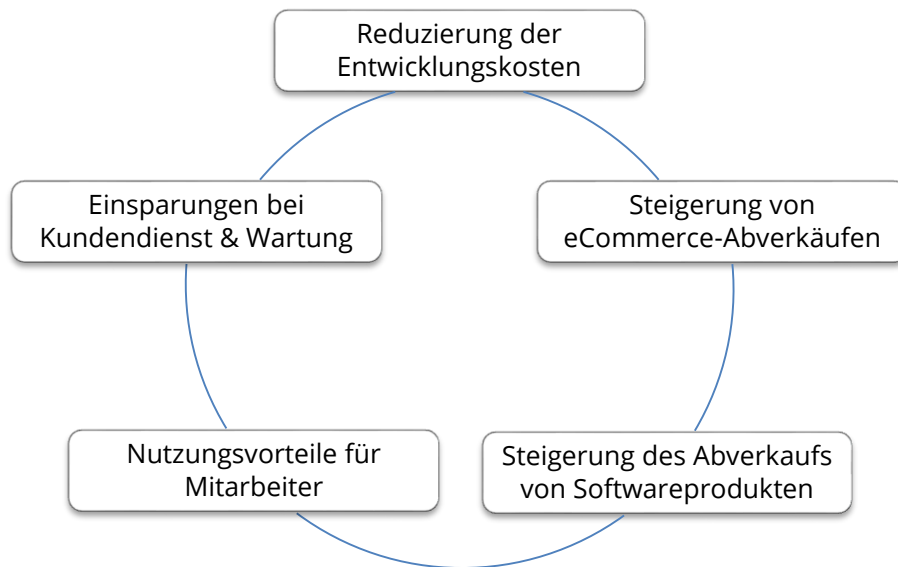 Reduzierung der
Entwicklungskosten
Einsparungen bei
Kundendienst & Wartung
Steigerung von
eCommerce-Abverkäufen
Nutzungsvorteile für
Mitarbeiter
Steigerung des Abverkaufs
von Softwareprodukten